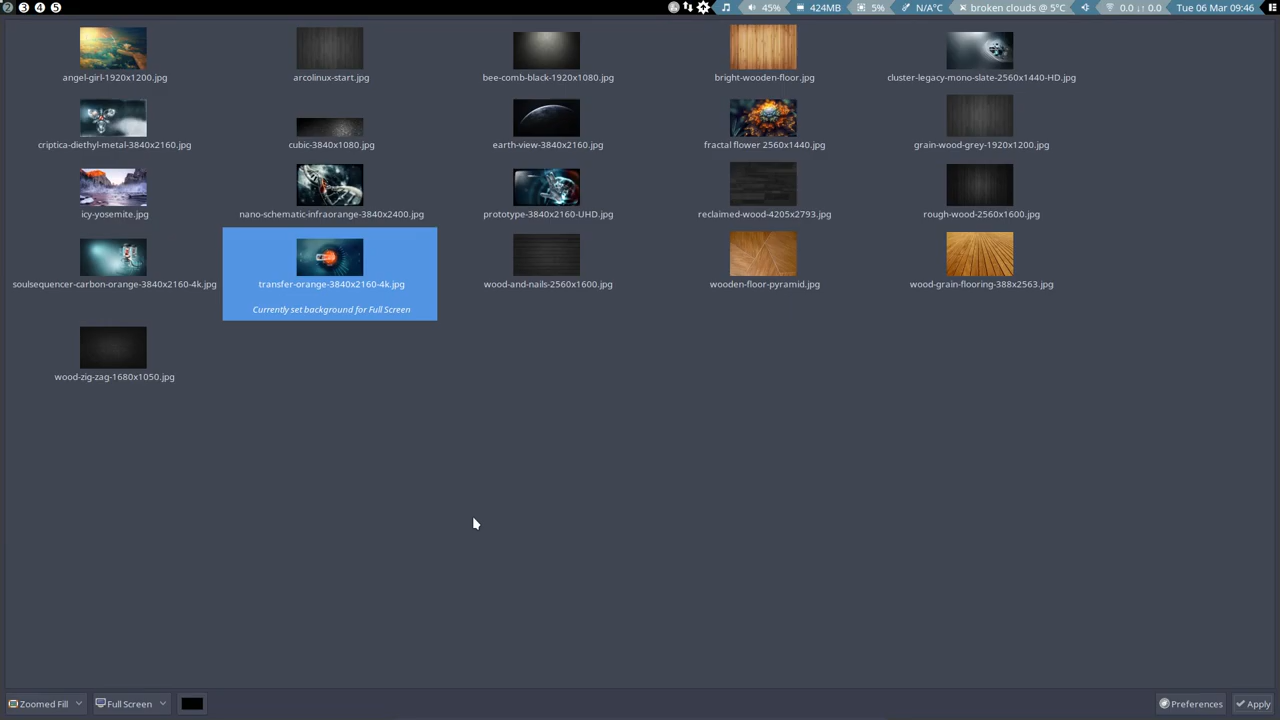 2 3 4 5 45% 424MB 5% N/A°C broken clouds @ 5°C 0.0 ↓↑ 0.0 Tue 06 Mar 09:46
angel-girl-1920x1200.jpg arcolinux-start.jpg bee-comb-black-1920x1080.jpg bright-wooden-floor.jpg cluster-legacy-mono-slate-2560x1440-HD.jpg
criptica-diethyl-metal-3840x2160.jpg cubic-3840x1080.jpg earth-view-3840x2160.jpg fractal flower 2560x1440.jpg grain-wood-grey-1920x1200.jpg
icy-yosemite.jpg nano-schematic-infraorange-3840x2400.jpg prototype-3840x2160-UHD.jpg reclaimed-wood-4205x2793.jpg rough-wood-2560x1600.jpg
soulsequencer-carbon-orange-3840x2160-4k.jpg transfer-orange-3840x2160-4k.jpg wood-and-nails-2560x1600.jpg wooden-floor-pyramid.jpg wood-grain-flooring-388x2563.jpg
Currently set background for Full Screen
wood-zig-zag-1680x1050.jpg
Zoomed Fill Full Screen Preferences Apply